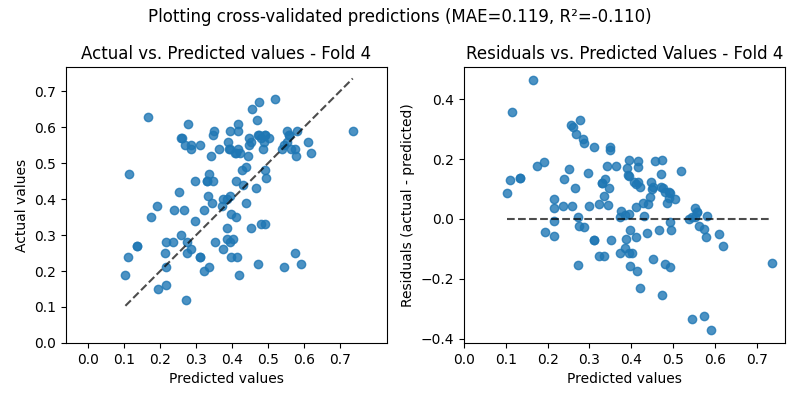 Plotting cross-validated predictions (MAE=0.119, R²=-0.110)
Actual vs. Predicted values - Fold 4
Actual values
0.7
0.6
0.5
0.4
0.3
0.2
0.1
0.0
0.0 0.1 0.2 0.3 0.4 0.5 0.6 0.7
Predicted values
Residuals vs. Predicted Values - Fold 4
Residuals (actual - predicted)
0.4
0.2
0.0
−0.2
−0.4
0.0 0.1 0.2 0.3 0.4 0.5 0.6 0.7
Predicted values